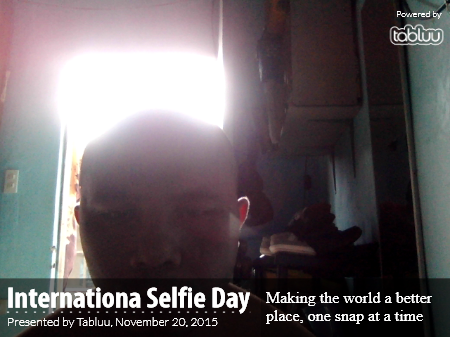 Powered by
tabluu
Internationa Selfie Day
Presented by Tabluu, November 20, 2015
Making the world a better
place, one snap at a time